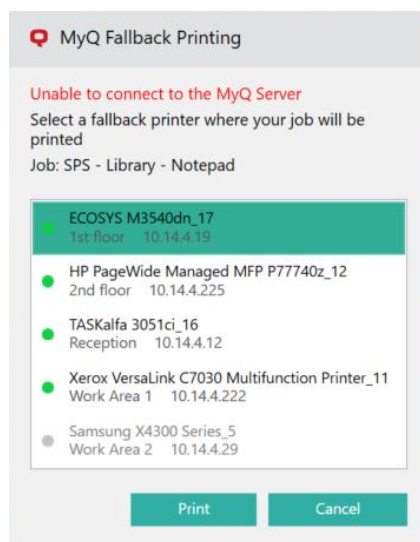 MyQ Fallback Printing
Unable to connect to the MyQ Server
Select a fallback printer where your job will be
printed
Job: SPS - Library - Notepad
ECOSYS M3540dn_17
1st floor 10.14.4.19
HP PageWide Managed MFP P77740z_12
2nd floor 10.14.4.225
TASKalfa 3051ci_16
Reception 10.14.4.12
Xerox VersaLink C7030 Multifunction Printer_11
Work Area 1 10.14.4.222
Samsung X4300 Series_5
Work Area 2 10.14.4.29
Print Cancel